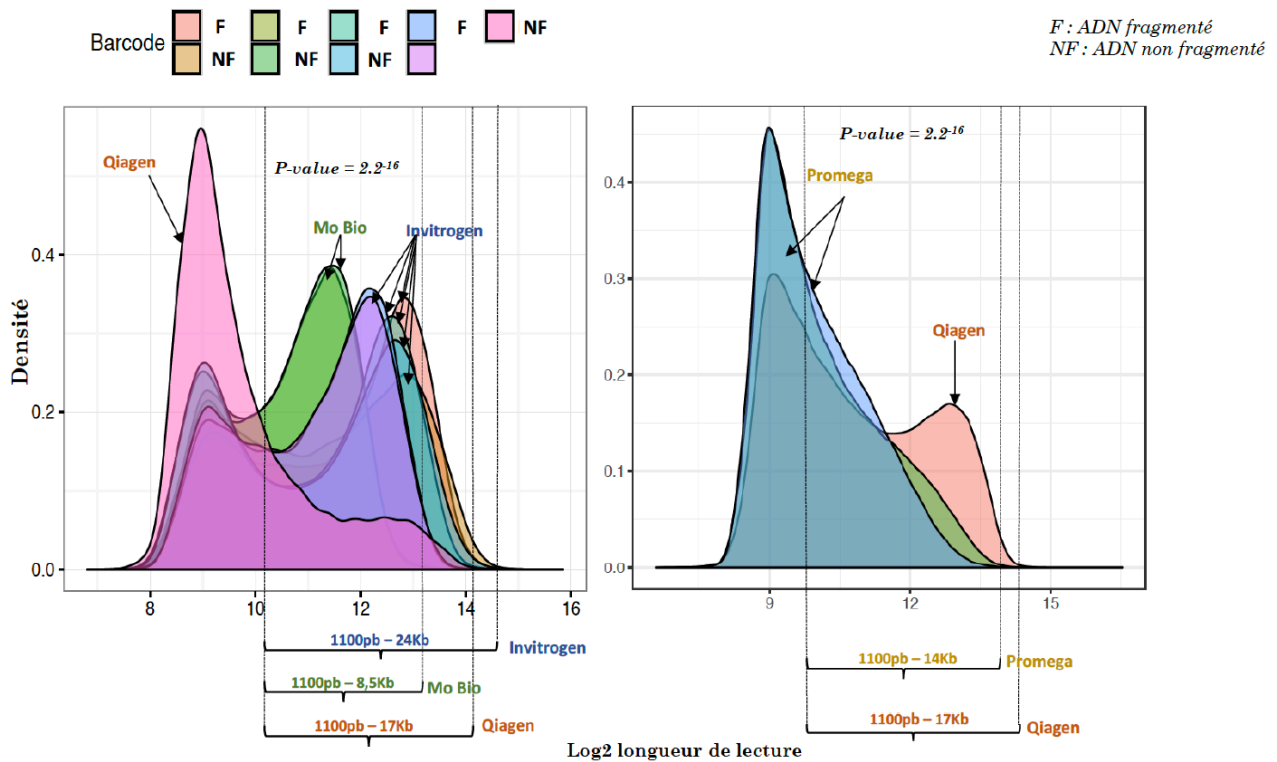 Barcode F F F F NF
NF NF NF
F : ADN fragmenté
NF : ADN non fragmenté
Densité
0.4
0.2
0.0
Qiagen
P-value = 2.2-16
Mo Bio
Invitrogen
8 10 12 14 16
1100pb – 24Kb Invitrogen
1100pb – 8,5Kb Mo Bio
1100pb – 17Kb Qiagen
0.4
0.3
0.2
0.1
0.0
P-value = 2.2-16
Promega
Qiagen
9 12 15
1100pb – 14Kb Promega
1100pb – 17Kb Qiagen
Log2 longueur de lecture